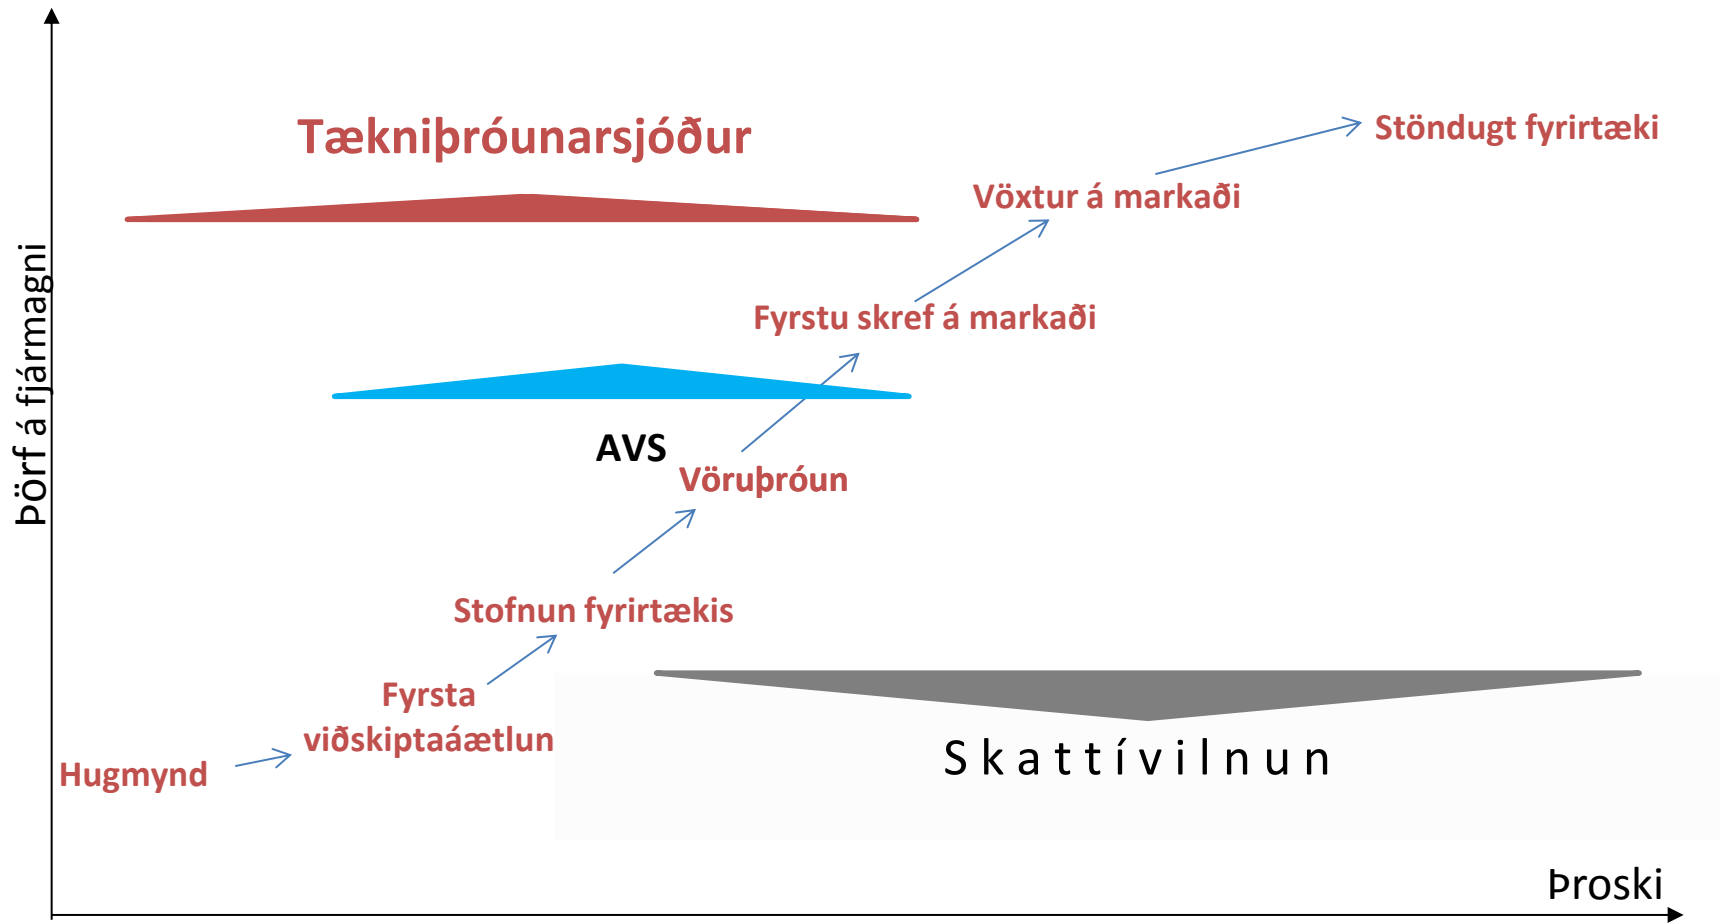 Tækniþróunarsjóður
Stöndugt fyrirtæki
Vöxtur á markaði
Fyrstu skref á markaði
Þörf á fjármagni
AVS
Vöruþróun
Stofnun fyrirtækis
Fyrsta
viðskiptaáætlun
Hugmynd
Skattívilnun
Þroski